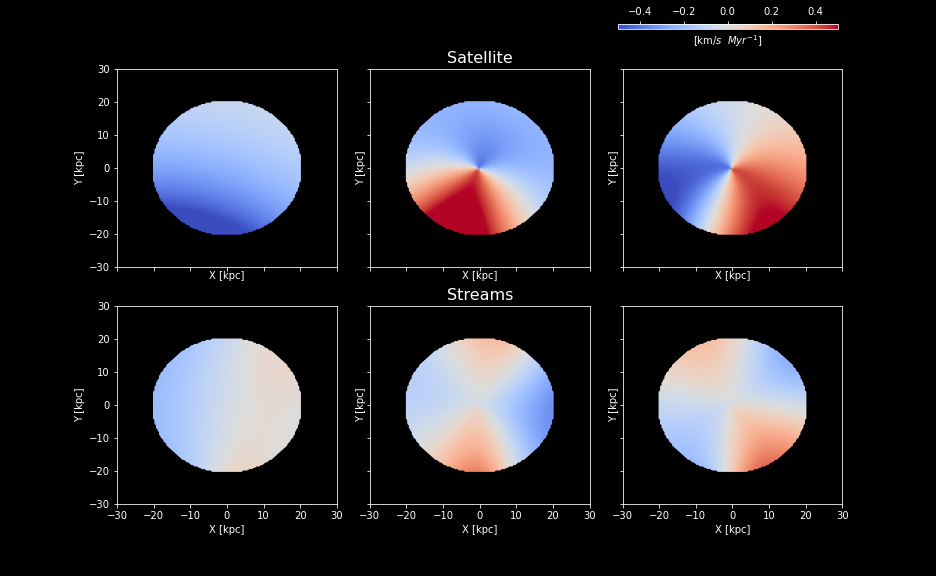 −0.4 −0.2 0.0 0.2 0.4
[km/s Myr⁻¹]
Satellite
30
20
10
0
−10
−20
−30
Y [kpc]
Y [kpc]
Y [kpc]
X [kpc]
X [kpc]
X [kpc]
Streams
30
20
10
0
−10
−20
−30
Y [kpc]
Y [kpc]
Y [kpc]
−30 −20 −10 0 10 20 30
−30 −20 −10 0 10 20 30
−30 −20 −10 0 10 20 30
X [kpc]
X [kpc]
X [kpc]